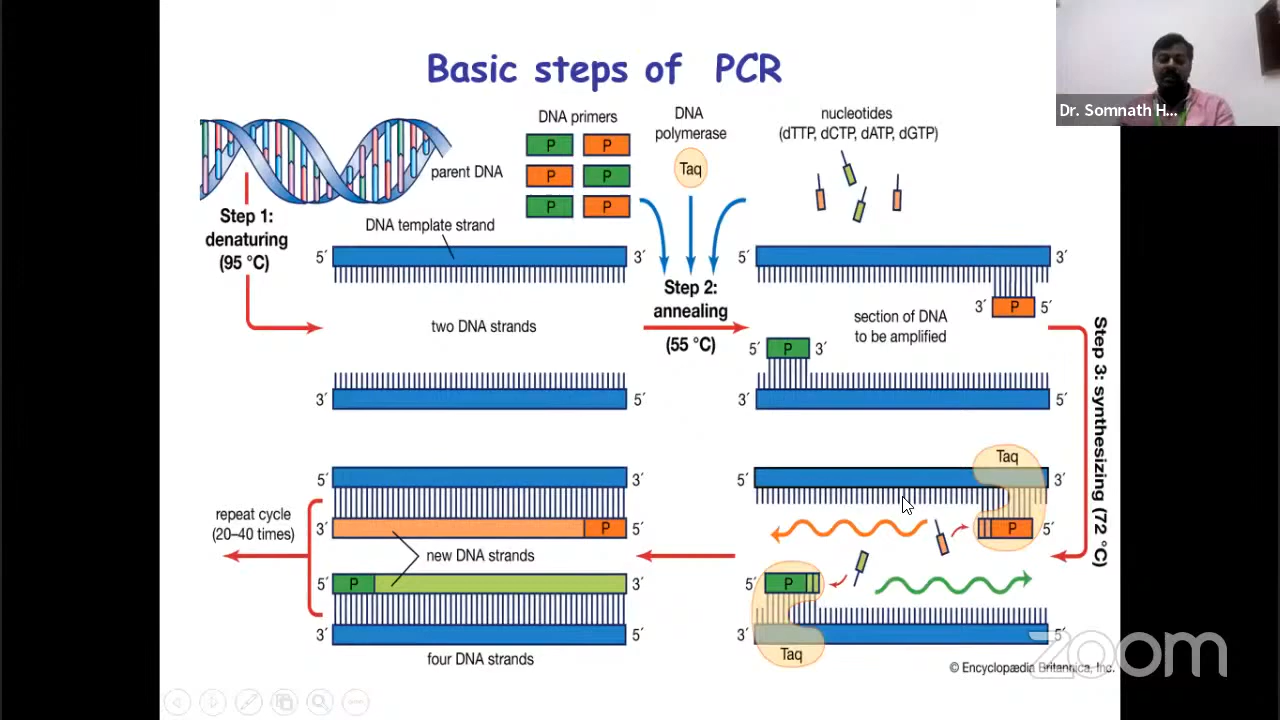 Basic steps of PCR
Dr. Somnath H...
DNA primers
P P
P P
P P
DNA
polymerase
Taq
nucleotides
(dTTP, dCTP, dATP, dGTP)
parent DNA
Step 1:
denaturing
(95 °C)
DNA template strand
5′ 3′
two DNA strands
3′ 5′
Step 2:
annealing
(55 °C)
5′ 3′
3′ P 5′
section of DNA
to be amplified
5′ P 3′
3′ 5′
Step 3: synthesizing (72 °C)
Taq
5′ 3′
P 5′
5′ P
3′ 5′
Taq
5′ 3′
3′ P 5′
new DNA strands
5′ P 3′
3′ 5′
four DNA strands
repeat cycle
(20–40 times)
© Encyclopædia Britannica, Inc.
zoom